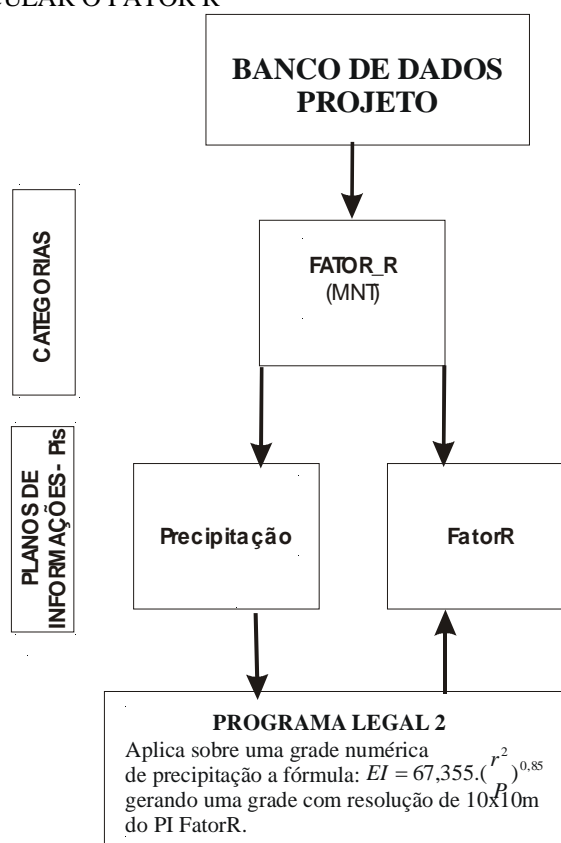 CULAR O FATOR R
BANCO DE DADOS
PROJETO
CATEGORIAS
FATOR_R
(MNT)
PLANOS DE
INFORMAÇÕES- Pis
Precipitação
FatorR
PROGRAMA LEGAL 2
Aplica sobre uma grade numérica
de precipitação a fórmula: EI = 67,355.(r²/P)^0,85
gerando uma grade com resolução de 10x10m
do PI FatorR.